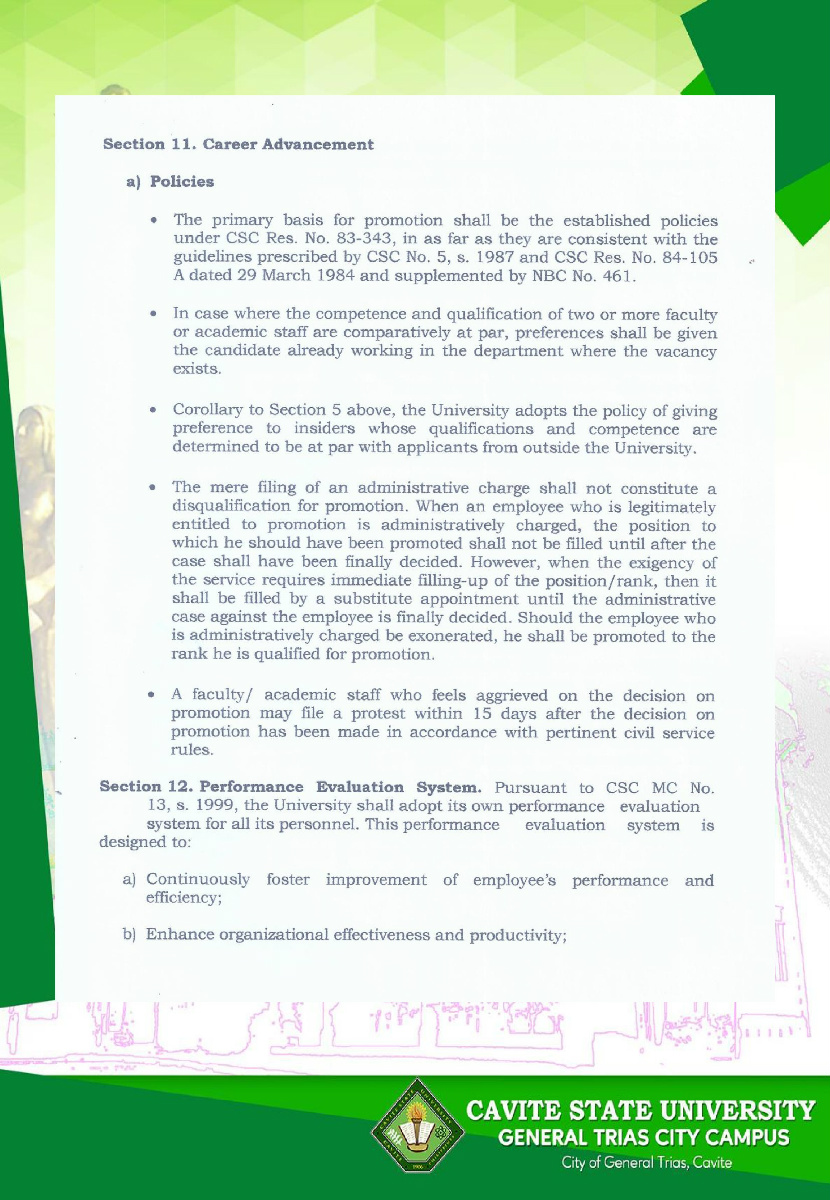 Section 11. Career Advancement
a) Policies
• The primary basis for promotion shall be the established policies
under CSC Res. No. 83-343, in as far as they are consistent with the
guidelines prescribed by CSC No. 5, s. 1987 and CSC Res. No. 84-105
A dated 29 March 1984 and supplemented by NBC No. 461.
• In case where the competence and qualification of two or more faculty
or academic staff are comparatively at par, preferences shall be given
the candidate already working in the department where the vacancy
exists.
• Corollary to Section 5 above, the University adopts the policy of giving
preference to insiders whose qualifications and competence are
determined to be at par with applicants from outside the University.
• The mere filing of an administrative charge shall not constitute a
disqualification for promotion. When an employee who is legitimately
entitled to promotion is administratively charged, the position to
which he should have been promoted shall not be filled until after the
case shall have been finally decided. However, when the exigency of
the service requires immediate filling-up of the position/rank, then it
shall be filled by a substitute appointment until the administrative
case against the employee is finally decided. Should the employee who
is administratively charged be exonerated, he shall be promoted to the
rank he is qualified for promotion.
• A faculty/ academic staff who feels aggrieved on the decision on
promotion may file a protest within 15 days after the decision on
promotion has been made in accordance with pertinent civil service
rules.
Section 12. Performance Evaluation System. Pursuant to CSC MC No.
13, s. 1999, the University shall adopt its own performance evaluation
system for all its personnel. This performance evaluation system is
designed to:
a) Continuously foster improvement of employee's performance and
efficiency;
b) Enhance organizational effectiveness and productivity;
CAVITE STATE UNIVERSITY
GENERAL TRIAS CITY CAMPUS
City of General Trias, Cavite
1906